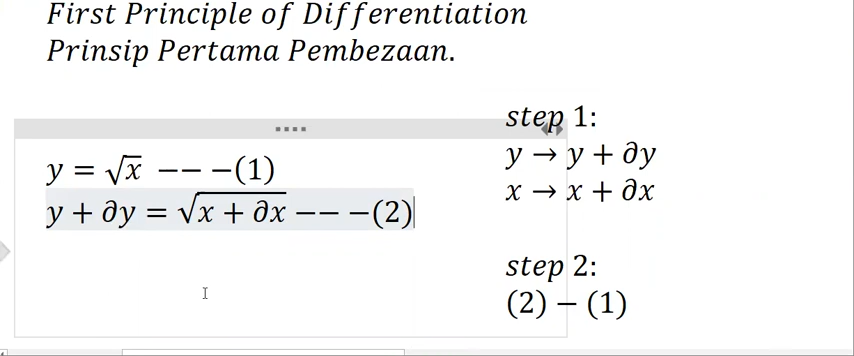 First Principle of Differentiation
Prinsip Pertama Pembezaan.
y = √x −− −(1)
y + ∂y = √(x + ∂x) −− −(2)
step 1:
y → y + ∂y
x → x + ∂x
step 2:
(2) − (1)